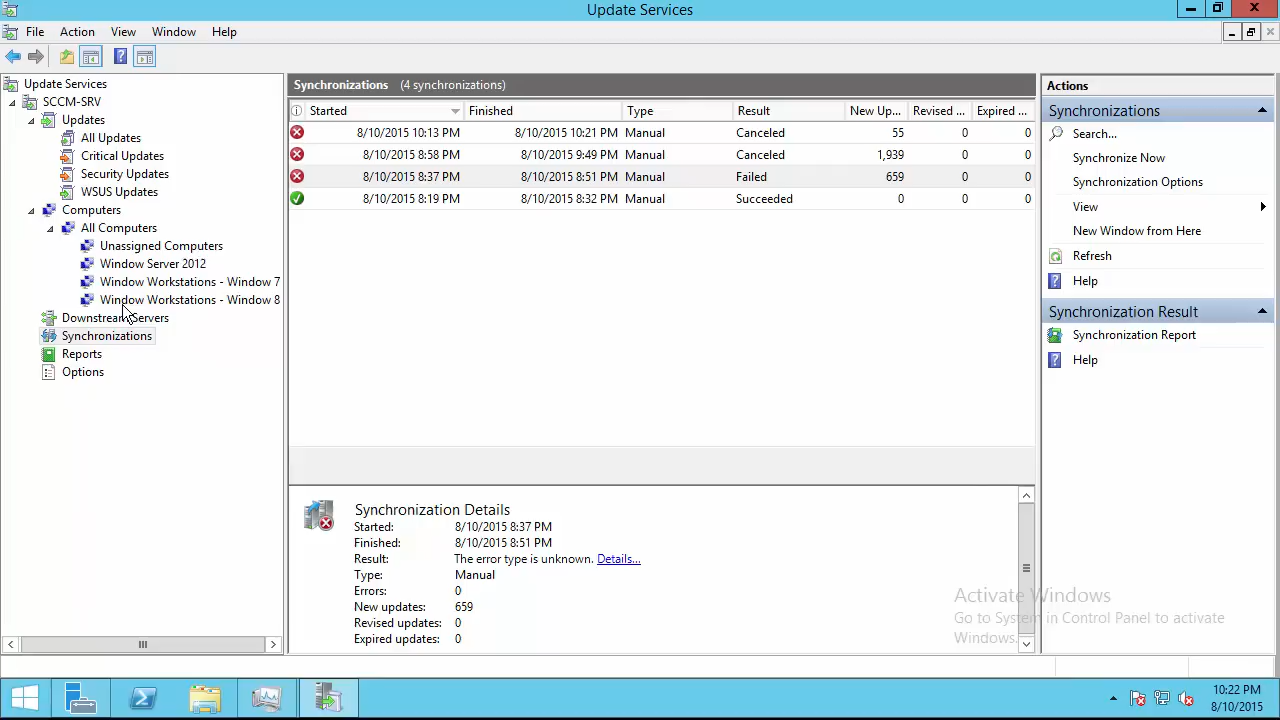 Update Services
File Action View Window Help
Update Services
SCCM-SRV
Updates
All Updates
Critical Updates
Security Updates
WSUS Updates
Computers
All Computers
Unassigned Computers
Window Server 2012
Window Workstations - Window 7
Window Workstations - Window 8
Downstream Servers
Synchronizations
Reports
Options
Synchronizations (4 synchronizations)
Started Finished Type Result New Up... Revised ... Expired ...
8/10/2015 10:13 PM 8/10/2015 10:21 PM Manual Canceled 55 0 0
8/10/2015 8:58 PM 8/10/2015 9:49 PM Manual Canceled 1,939 0 0
8/10/2015 8:37 PM 8/10/2015 8:51 PM Manual Failed 659 0 0
8/10/2015 8:19 PM 8/10/2015 8:32 PM Manual Succeeded 0 0 0
Synchronization Details
Started: 8/10/2015 8:37 PM
Finished: 8/10/2015 8:51 PM
Result: The error type is unknown. Details...
Type: Manual
Errors: 0
New updates: 659
Revised updates: 0
Expired updates: 0
Actions
Synchronizations
Search...
Synchronize Now
Synchronization Options
View
New Window from Here
Refresh
Help
Synchronization Result
Synchronization Report
Help
Activate Windows
Go to System in Control Panel to activate
Windows.
10:22 PM
8/10/2015